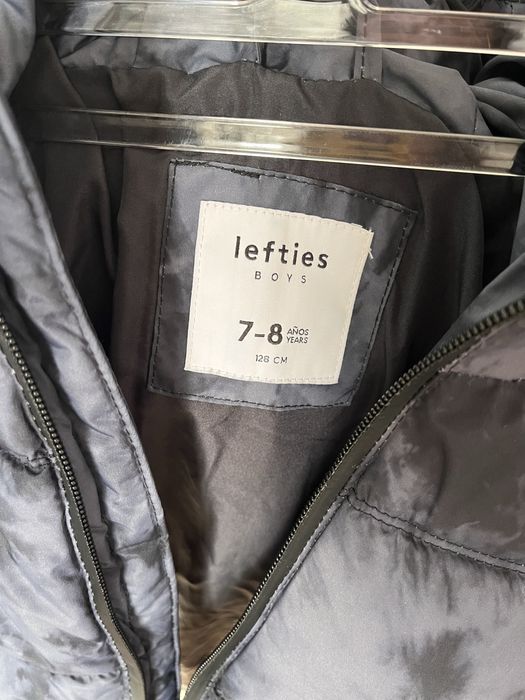 lefties
BOYS
7-8 AÑOS
YEARS
128 CM